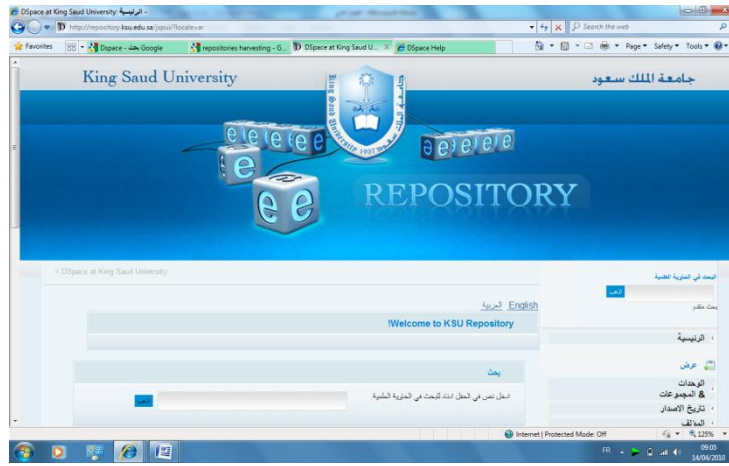 DSpace at King Saud University: الرئيسية -
http://repository.ksu.edu.sa/jspui/?locale=ar
Search the web
Favorites
Dspace - بحث Google
repositories harvesting - G...
DSpace at King Saud U...
DSpace Help
Page
Safety
Tools
King Saud University
جامعة الملك سعود
King Saud University
1957
REPOSITORY
< DSpace at King Saud University
البحث في الحاوية العلمية
اذهب
بحث متقدم
English العربية
!Welcome to KSU Repository
الرئيسية
عرض
الوحدات
& المجموعات
تاريخ الاصدار
المؤلف
بحث
ادخل نص في الحقل ادناه للبحث في الحاوية العلمية.
اذهب
Internet | Protected Mode: Off
125%
FR
09:05
14/04/2010